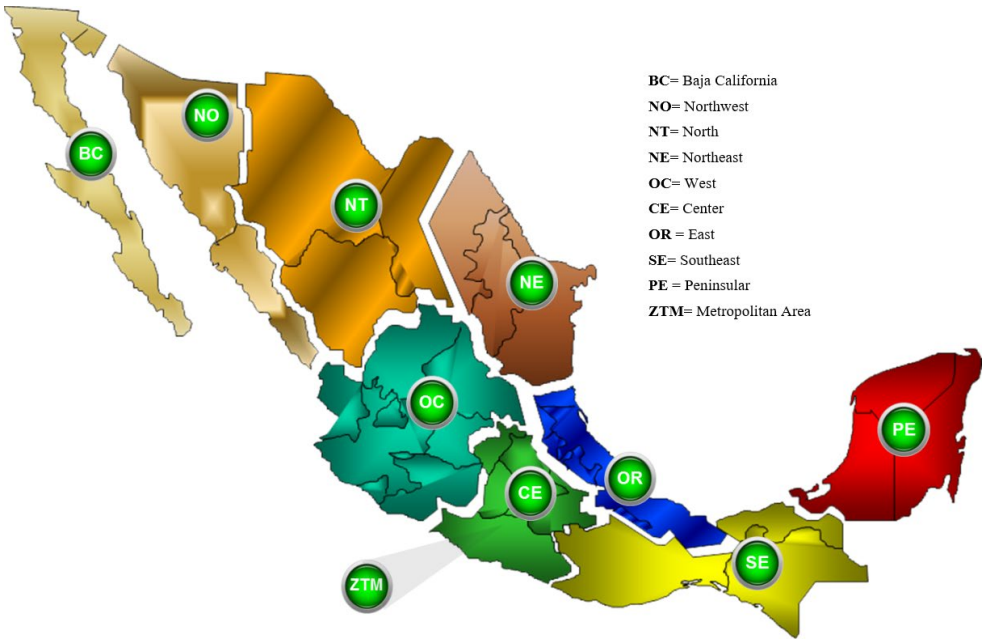 BC= Baja California
NO= Northwest
NT= North
NE= Northeast
OC= West
CE= Center
OR = East
SE= Southeast
PE = Peninsular
ZTM= Metropolitan Area
NO
BC
NT
NE
OC
PE
OR
CE
SE
ZTM